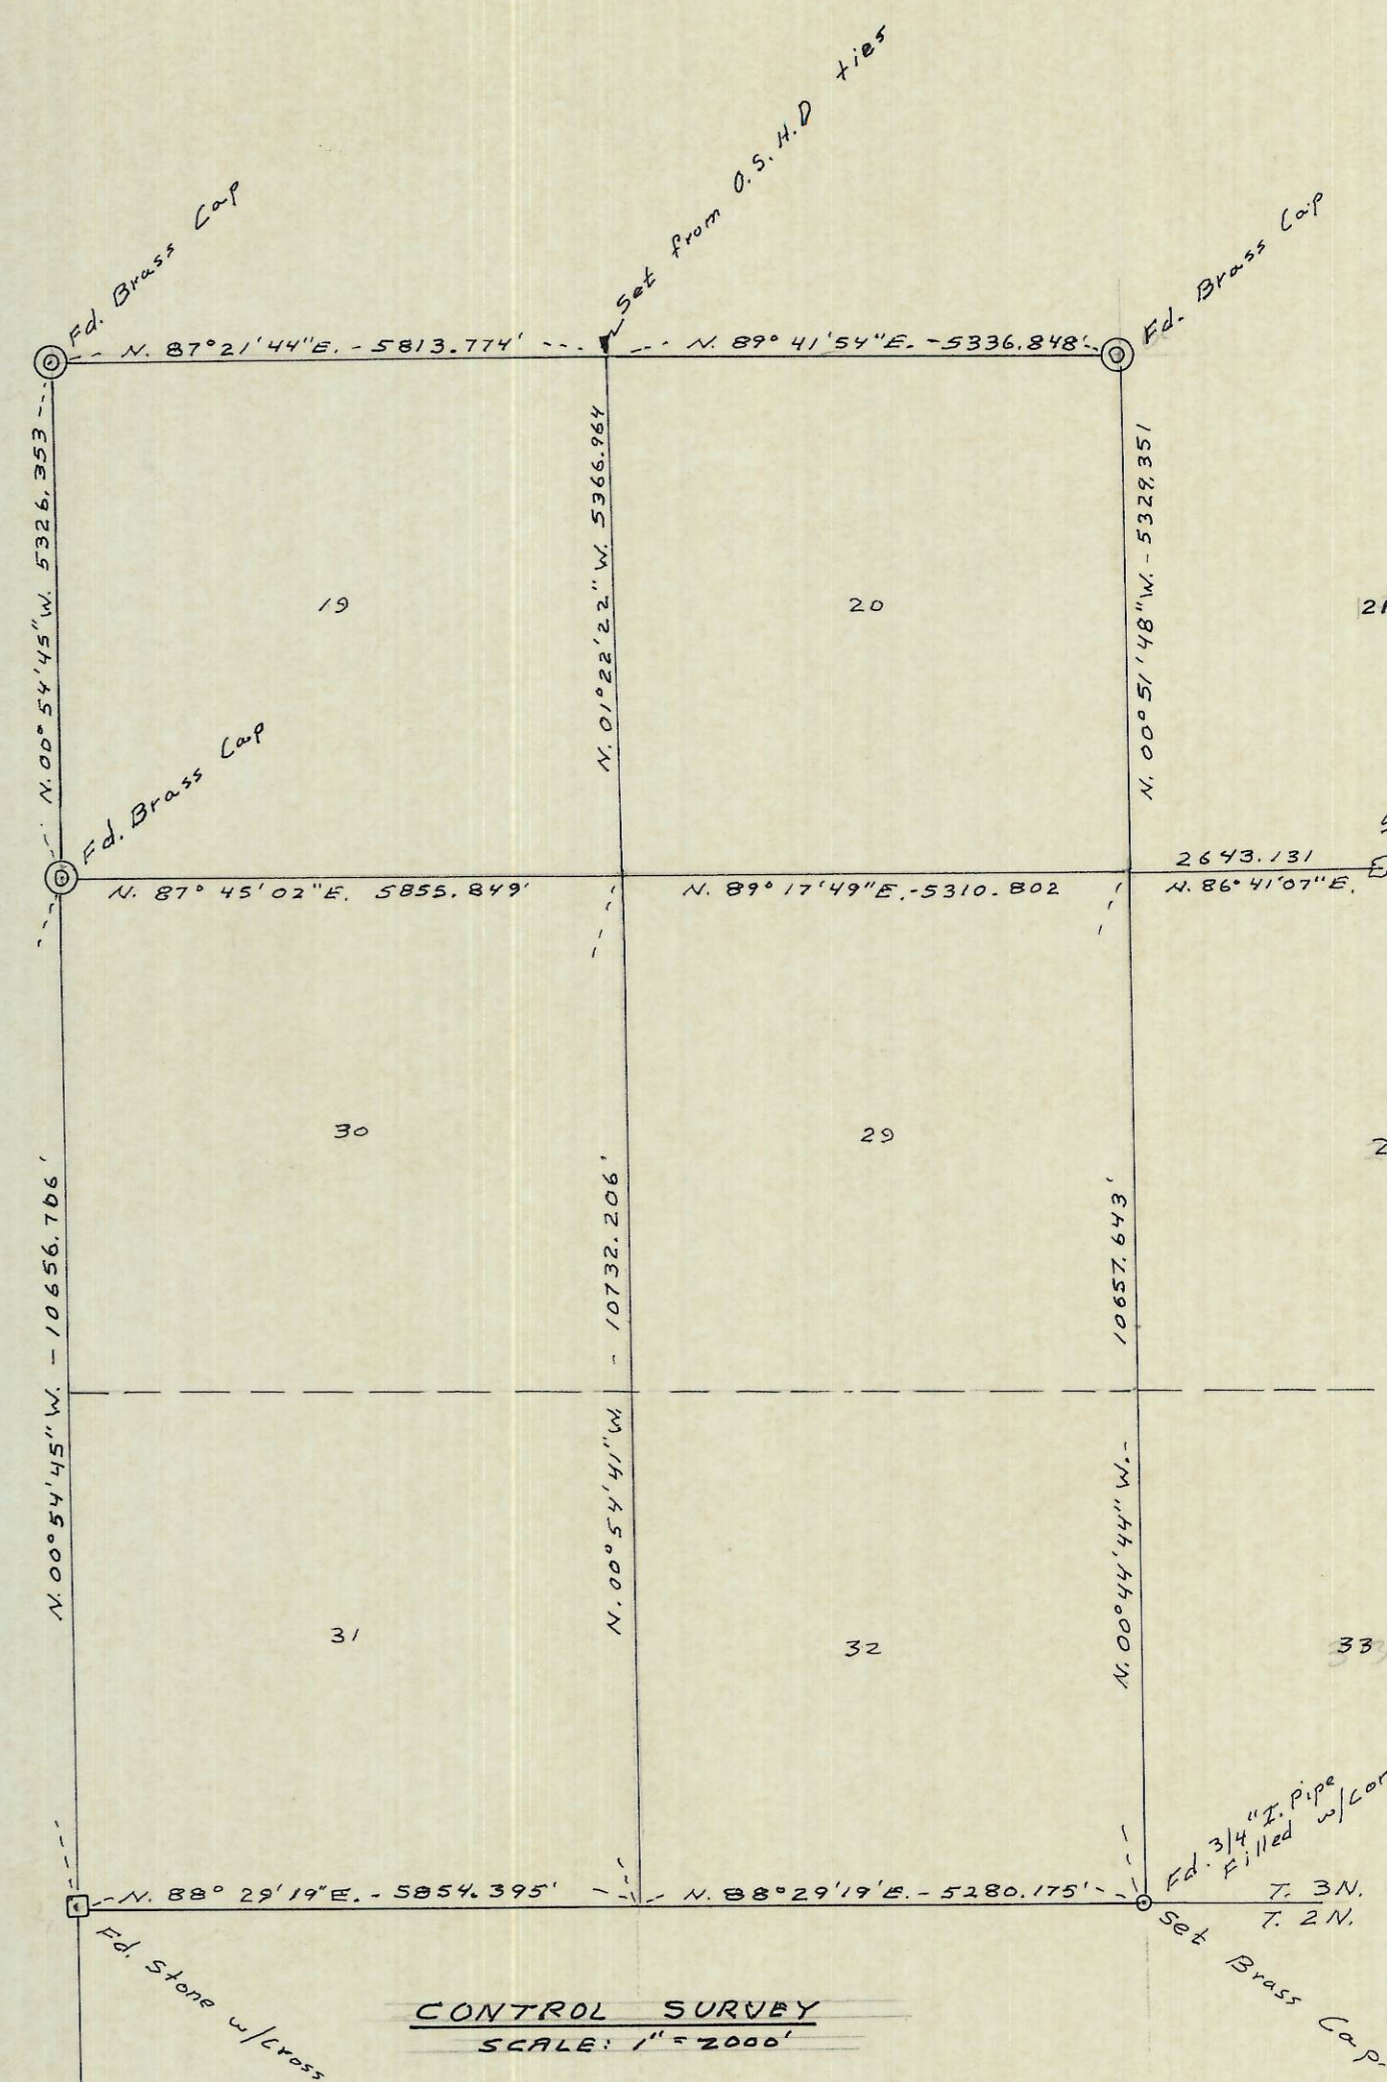 Set from O.S.H.D ties
Fd. Brass Cap
Fd. Brass Cap
N. 87°21'44"E. - 5813.774'
N. 89°41'54"E. - 5336.848'
N. 00°54'45"W. 5326.353
N. 01°22'22"W. 5366.964
N. 00°51'48"W. - 5329.351
19
20
21
Fd. Brass Cap
2643.131
N. 87° 45'02"E. 5855.849'
N. 89°17'49"E. - 5310.802
N. 86°41'07"E.
30
29
2
N. 00°54'45"W. - 10656.706'
N. 00°54'41"W. - 10732.206'
N. 00°44'44"W. - 10657.643'
31
32
33
Fd. 3/4" I. Pipe
Filled w/Cor
N. 88° 29'19"E. - 5854.395'
N. 88°29'19'E. - 5280.175'
T. 3N.
T. 2N.
Set Brass Cap.
Fd. Stone w/Cross
CONTROL SURVEY
SCALE: 1" = 2000'